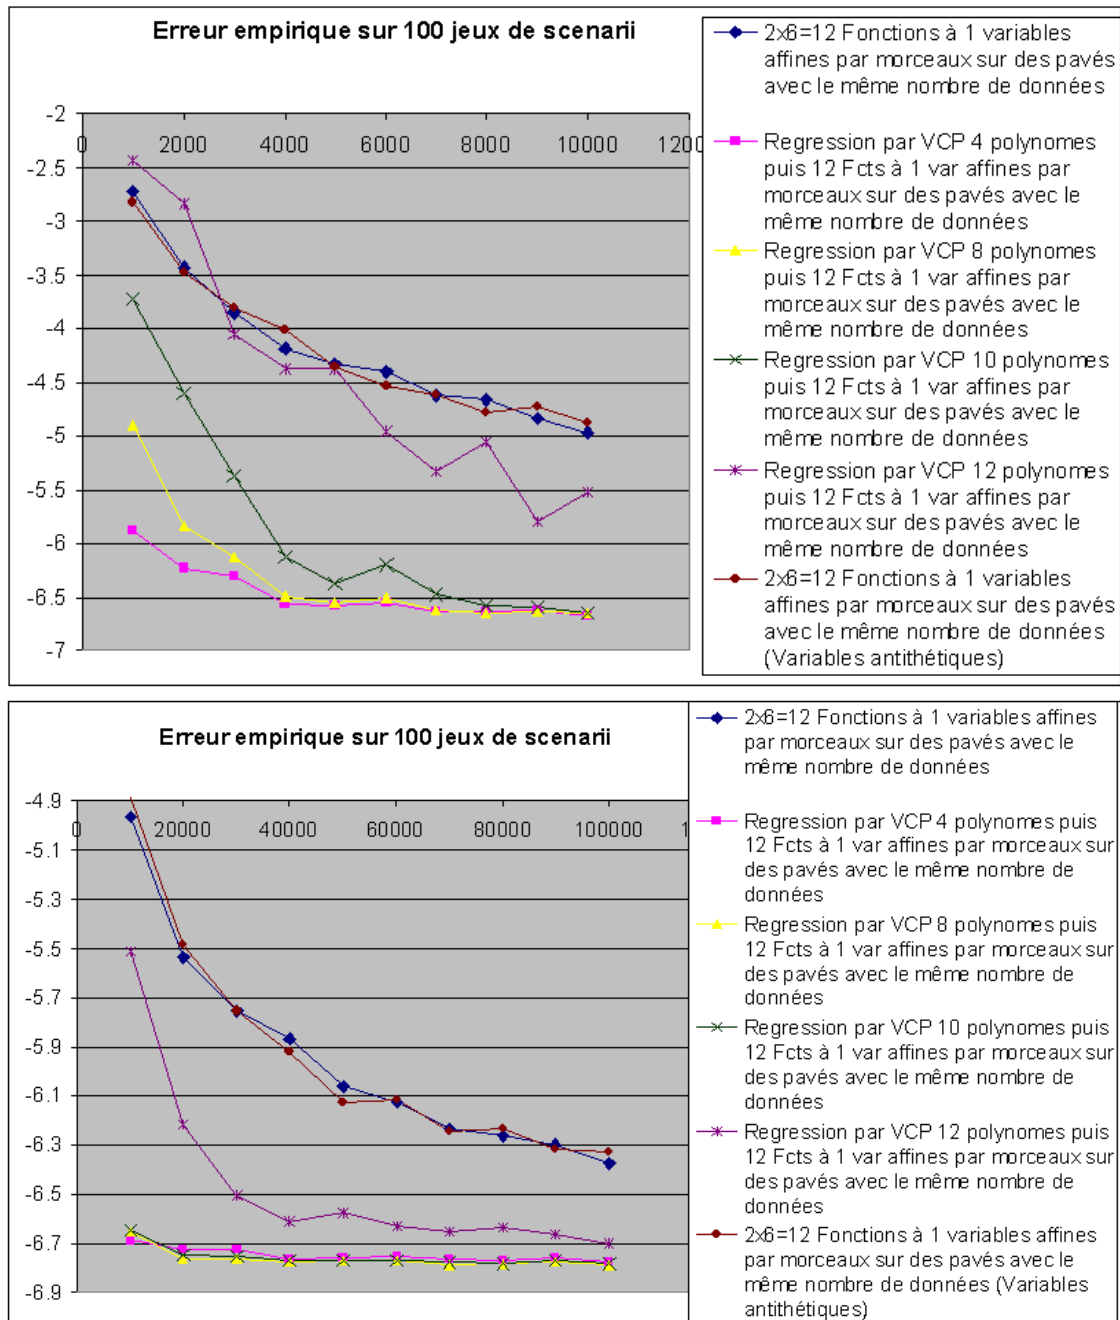 Erreur empirique sur 100 jeux de scenarii
-2
0
2000
4000
6000
8000
10000
1200
-2.5
-3
-3.5
-4
-4.5
-5
-5.5
-6
-6.5
-7
2x6=12 Fonctions à 1 variables
affines par morceaux sur des pavés
avec le même nombre de données
Regression par VCP 4 polynomes
puis 12 Fcts à 1 var affines par
morceaux sur des pavés avec le
même nombre de données
Regression par VCP 8 polynomes
puis 12 Fcts à 1 var affines par
morceaux sur des pavés avec le
même nombre de données
Regression par VCP 10 polynomes
puis 12 Fcts à 1 var affines par
morceaux sur des pavés avec le
même nombre de données
Regression par VCP 12 polynomes
puis 12 Fcts à 1 var affines par
morceaux sur des pavés avec le
même nombre de données
2x6=12 Fonctions à 1 variables
affines par morceaux sur des pavés
avec le même nombre de données
(Variables antithétiques)
Erreur empirique sur 100 jeux de scenarii
-4.9
0
20000
40000
60000
80000
100000
1
-5.1
-5.3
-5.5
-5.7
-5.9
-6.1
-6.3
-6.5
-6.7
-6.9
2x6=12 Fonctions à 1 variables affines
par morceaux sur des pavés avec le
même nombre de données
Regression par VCP 4 polynomes puis
12 Fcts à 1 var affines par morceaux sur
des pavés avec le même nombre de
données
Regression par VCP 8 polynomes puis
12 Fcts à 1 var affines par morceaux sur
des pavés avec le même nombre de
données
Regression par VCP 10 polynomes puis
12 Fcts à 1 var affines par morceaux sur
des pavés avec le même nombre de
données
Regression par VCP 12 polynomes puis
12 Fcts à 1 var affines par morceaux sur
des pavés avec le même nombre de
données
2x6=12 Fonctions à 1 variables affines
par morceaux sur des pavés avec le
même nombre de données (Variables
antithétiques)